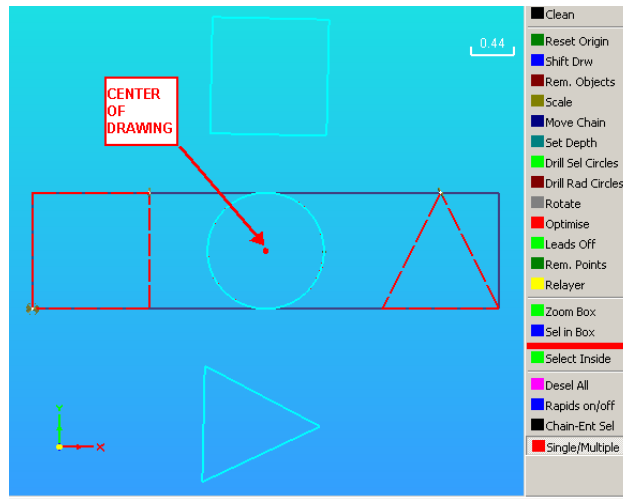 Clean
0.44
Reset Origin
Shift Drw
Rem. Objects
Scale
Move Chain
Set Depth
Drill Sel Circles
Drill Rad Circles
Rotate
Optimise
Leads Off
Rem. Points
Relayer
Zoom Box
Sel in Box
Select Inside
Desel All
Rapids on/off
Chain-Ent Sel
Single/Multiple
CENTER
OF
DRAWING
Y
X